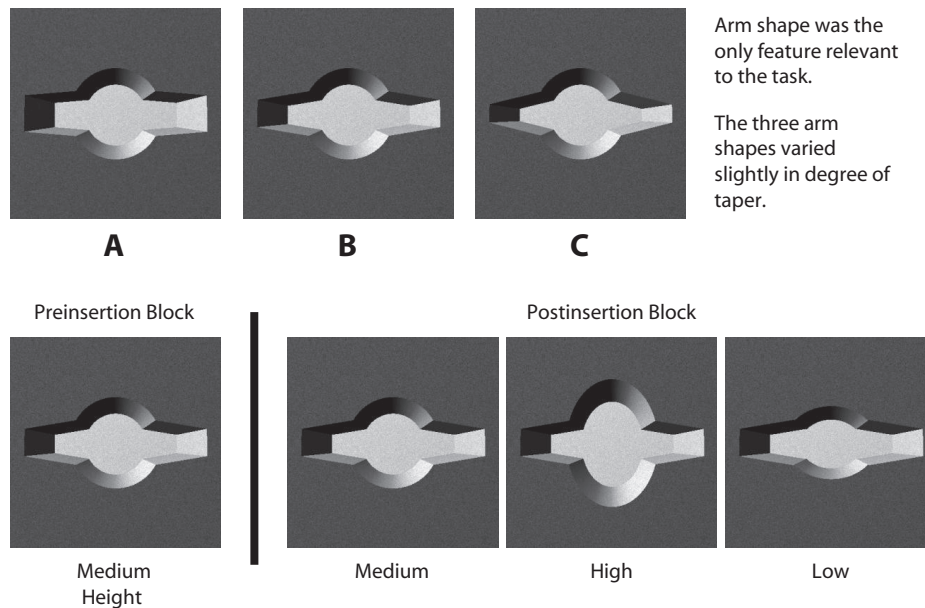 Arm shape was the
only feature relevant
to the task.
The three arm
shapes varied
slightly in degree of
taper.
A
B
C
Preinsertion Block
Postinsertion Block
Medium
Height
Medium
High
Low